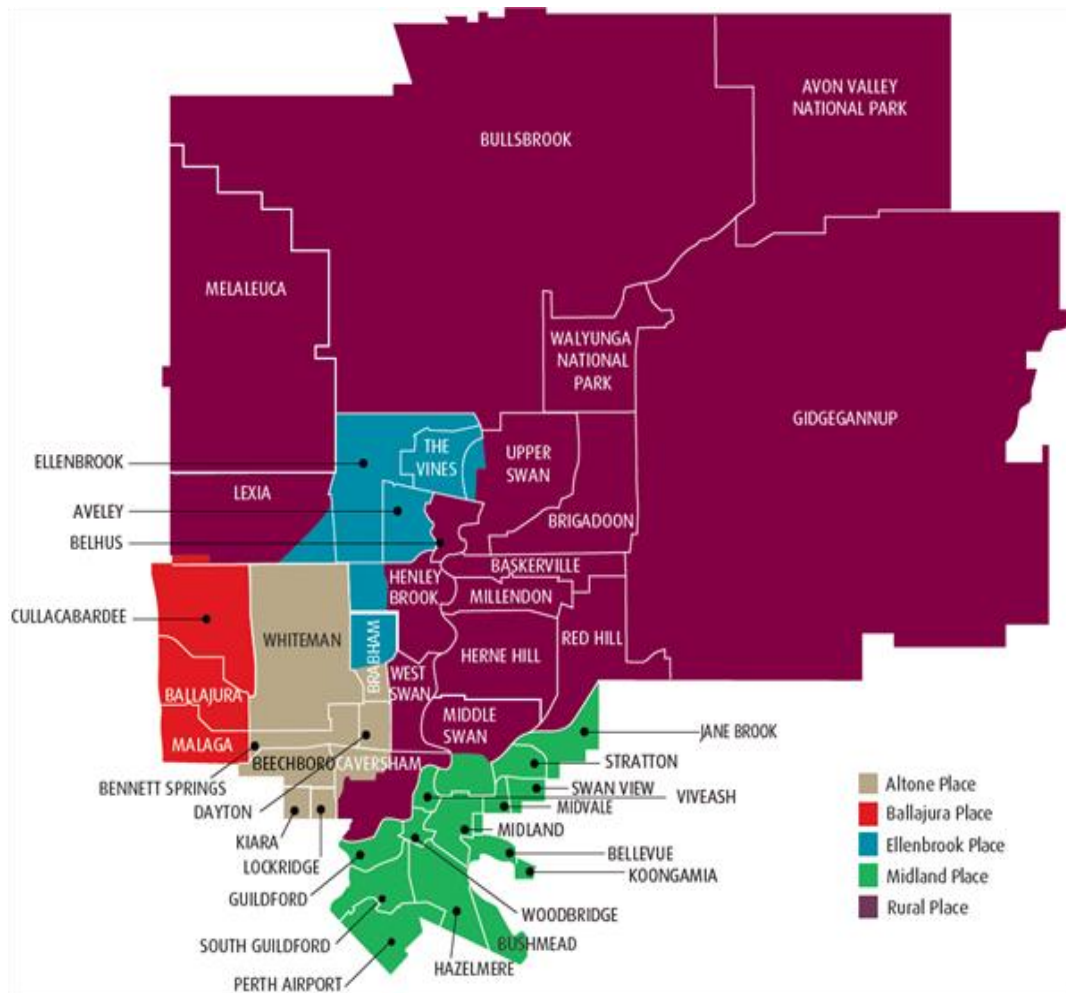 AVON VALLEY
NATIONAL PARK
BULLSBROOK
MELALEUCA
WALYUNGA
NATIONAL
PARK
GIDGEGANNUP
ELLENBROOK
THE
VINES
UPPER
SWAN
LEXIA
AVELEY
BRIGADOON
BELHUS
BASKERVILLE
HENLEY
BROOK
MILLENDON
CULLACABARDEE
WHITEMAN
BRABHAM
HERNE HILL
RED HILL
WEST
SWAN
BALLAJURA
MIDDLE
SWAN
MALAGA
JANE BROOK
BEECHBORO
CAVERSHAM
STRATTON
BENNETT SPRINGS
SWAN VIEW
VIVEASH
DAYTON
MIDVALE
KIARA
MIDLAND
LOCKRIDGE
BELLEVUE
KOONGAMIA
GUILDFORD
WOODBRIDGE
SOUTH GUILDFORD
BUSHMEAD
HAZELMERE
PERTH AIRPORT
Altone Place
Ballajura Place
Ellenbrook Place
Midland Place
Rural Place